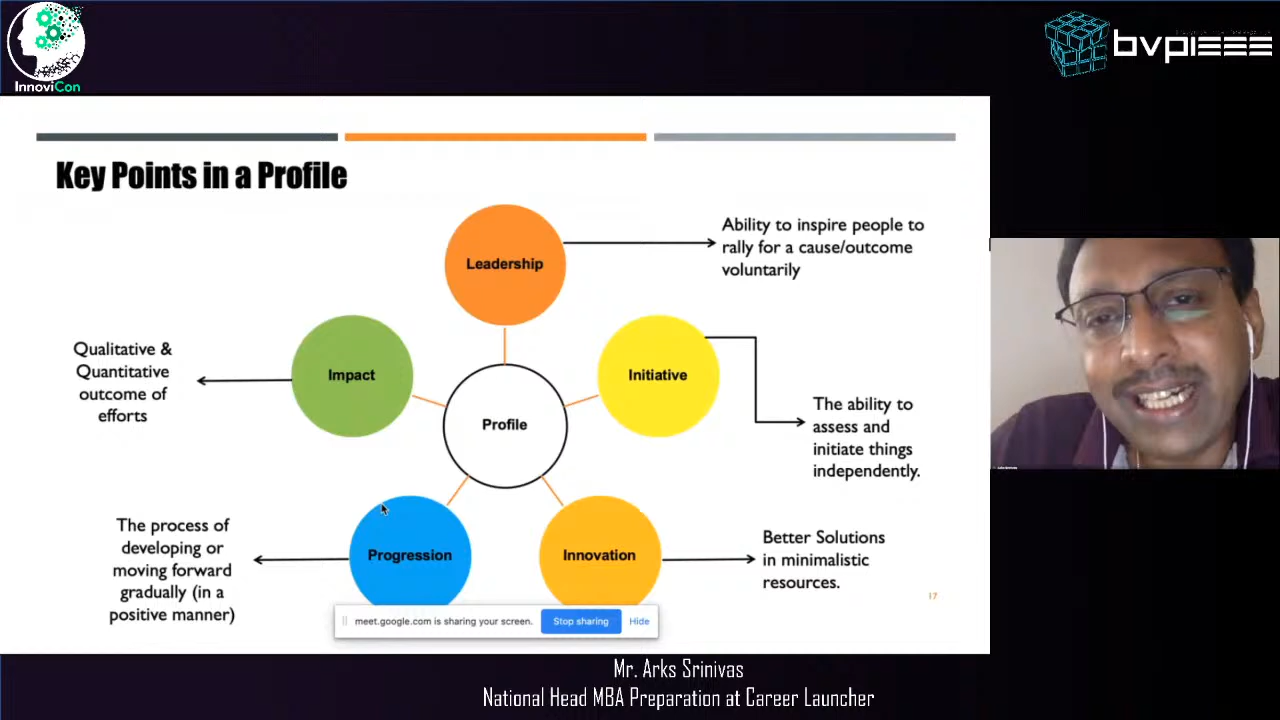 InnoviCon
bvpieee
Key Points in a Profile
Leadership
Ability to inspire people to
rally for a cause/outcome
voluntarily
Impact
Qualitative &
Quantitative
outcome of
efforts
Initiative
The ability to
assess and
initiate things
independently.
Profile
Progression
The process of
developing or
moving forward
gradually (in a
positive manner)
Innovation
Better Solutions
in minimalistic
resources.
17
meet.google.com is sharing your screen.
Stop sharing
Hide
Mr. Arks Srinivas
National Head MBA Preparation at Career Launcher